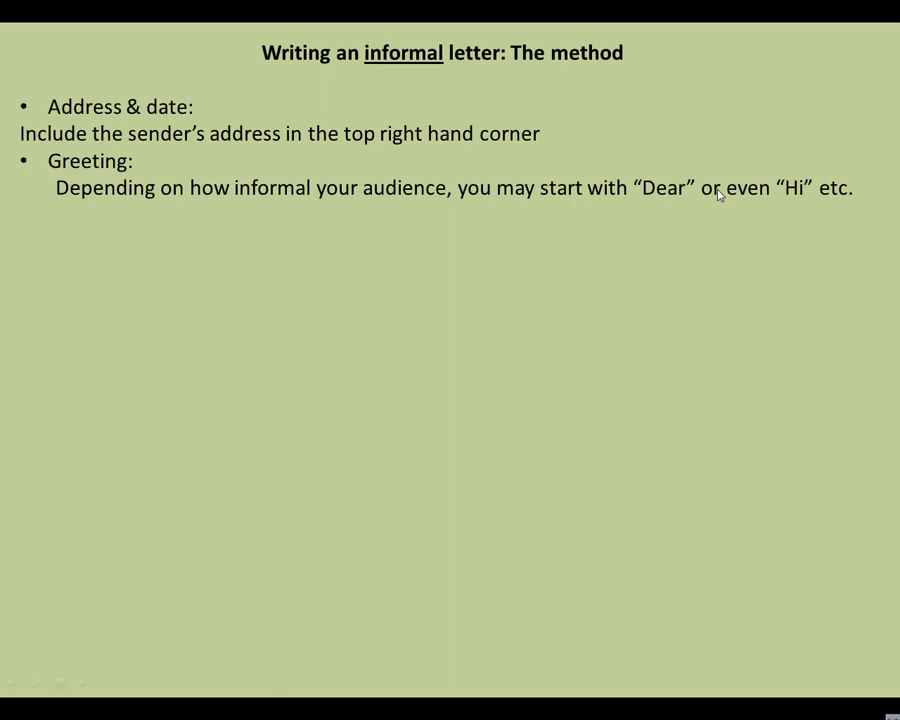 Writing an informal letter: The method
• Address & date:
Include the sender’s address in the top right hand corner
• Greeting:
Depending on how informal your audience, you may start with “Dear” or even “Hi” etc.